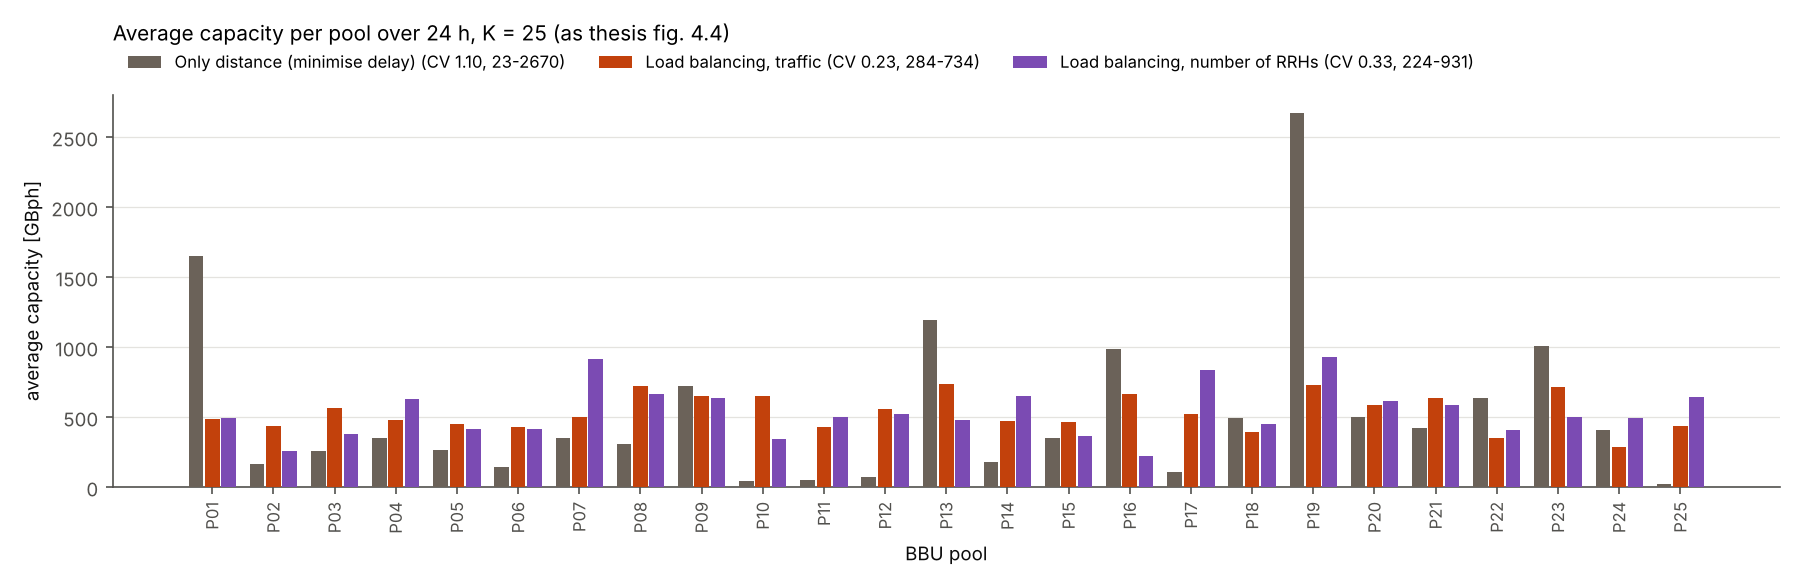 Average capacity per pool over 24 h, K = 25 (as thesis fig. 4.4)
Only distance (minimise delay) (CV 1.10, 23-2670)
Load balancing, traffic (CV 0.23, 284-734)
Load balancing, number of RRHs (CV 0.33, 224-931)
average capacity [GBph]
2500
2000
1500
1000
500
0
P01
P02
P03
P04
P05
P06
P07
P08
P09
P10
P11
P12
P13
P14
P15
P16
P17
P18
P19
P20
P21
P22
P23
P24
P25
BBU pool